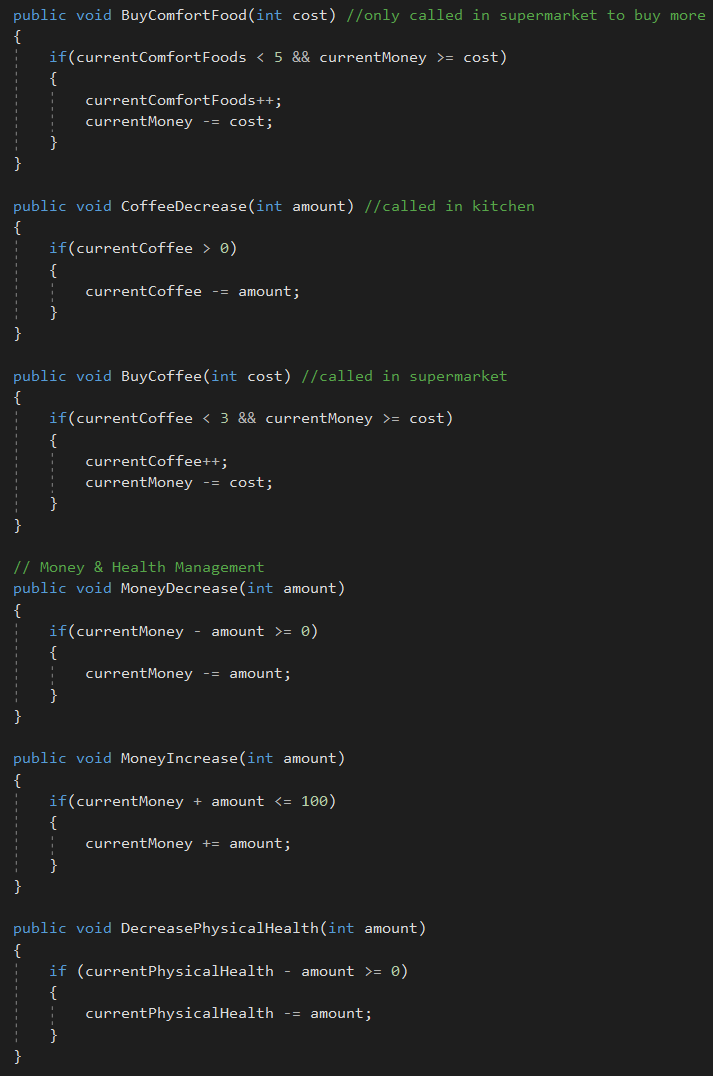 public void BuyComfortFood(int cost) //only called in supermarket to buy more
{
    if(currentComfortFoods < 5 && currentMoney >= cost)
    {
        currentComfortFoods++;
        currentMoney -= cost;
    }
}

public void CoffeeDecrease(int amount) //called in kitchen
{
    if(currentCoffee > 0)
    {
        currentCoffee -= amount;
    }
}

public void BuyCoffee(int cost) //called in supermarket
{
    if(currentCoffee < 3 && currentMoney >= cost)
    {
        currentCoffee++;
        currentMoney -= cost;
    }
}

// Money & Health Management
public void MoneyDecrease(int amount)
{
    if(currentMoney - amount >= 0)
    {
        currentMoney -= amount;
    }
}

public void MoneyIncrease(int amount)
{
    if(currentMoney + amount <= 100)
    {
        currentMoney += amount;
    }
}

public void DecreasePhysicalHealth(int amount)
{
    if (currentPhysicalHealth - amount >= 0)
    {
        currentPhysicalHealth -= amount;
    }
}